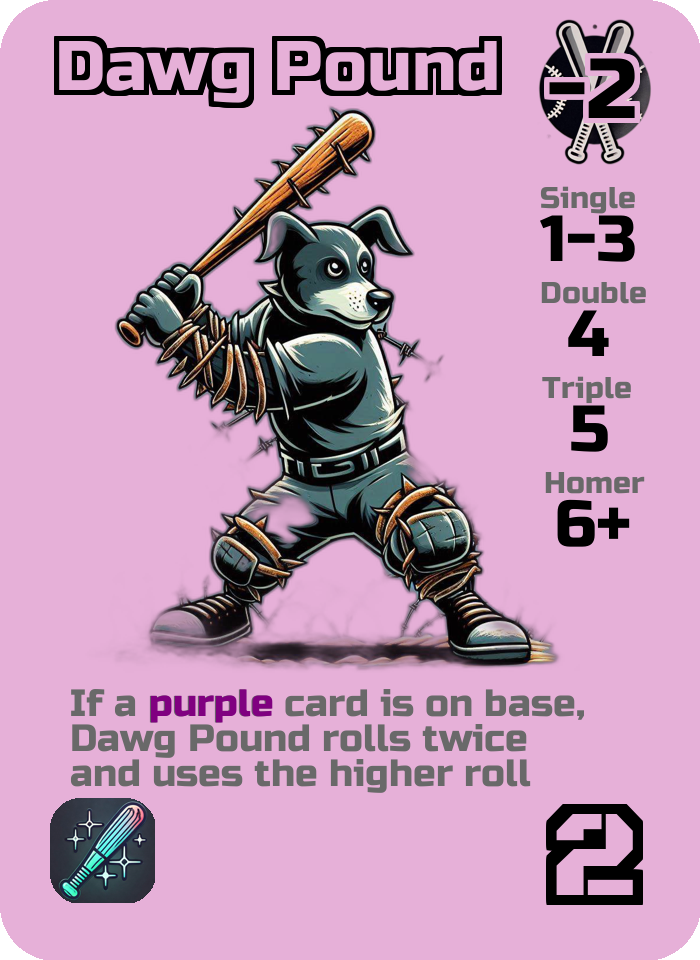 Dawg Pound
-2
Single
1-3
Double
4
Triple
5
Homer
6+
If a purple card is on base,
Dawg Pound rolls twice
and uses the higher roll
2